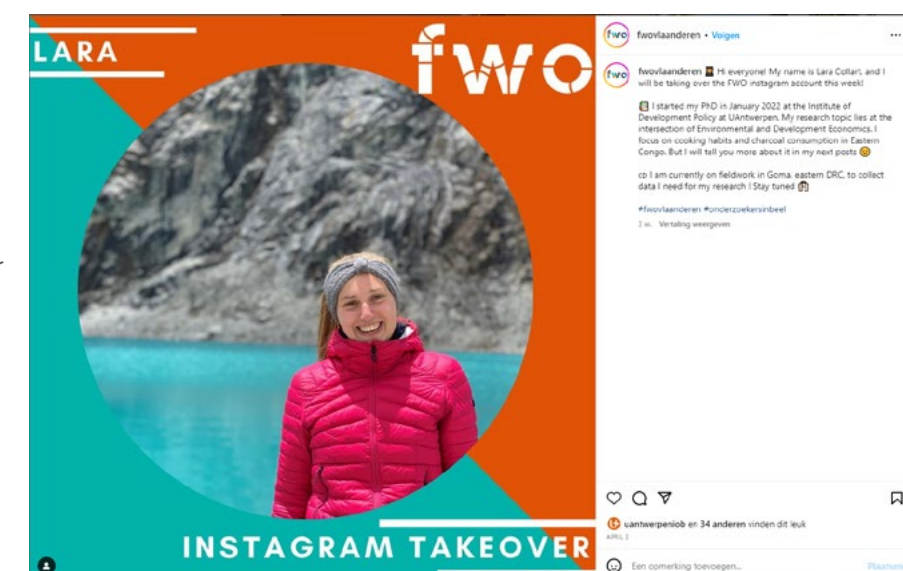 LARA
fwo
INSTAGRAM TAKEOVER
fwo
fwovlaanderen • Volgen
fwo
fwovlaanderen Hi everyone! My name is Lara Collart, and I
will be taking over the FWO instagram account this week!
I started my PhD in January 2022 at the Institute of
Development Policy at UAntwerpen. My research topic lies at the
intersection of Environmental and Development Economics. I
focus on cooking habits and charcoal consumption in Eastern
Congo. But I will tell you more about it in my next posts
I am currently on fieldwork in Goma, eastern DRC, to collect
data I need for my research ! Stay tuned
#fwovlaanderen #onderzoekersinbeel
Vertaling weergeven
uantwerpeniob en 34 anderen vinden dit leuk
APRIL 3
Een opmerking toevoegen...
Plaatsen